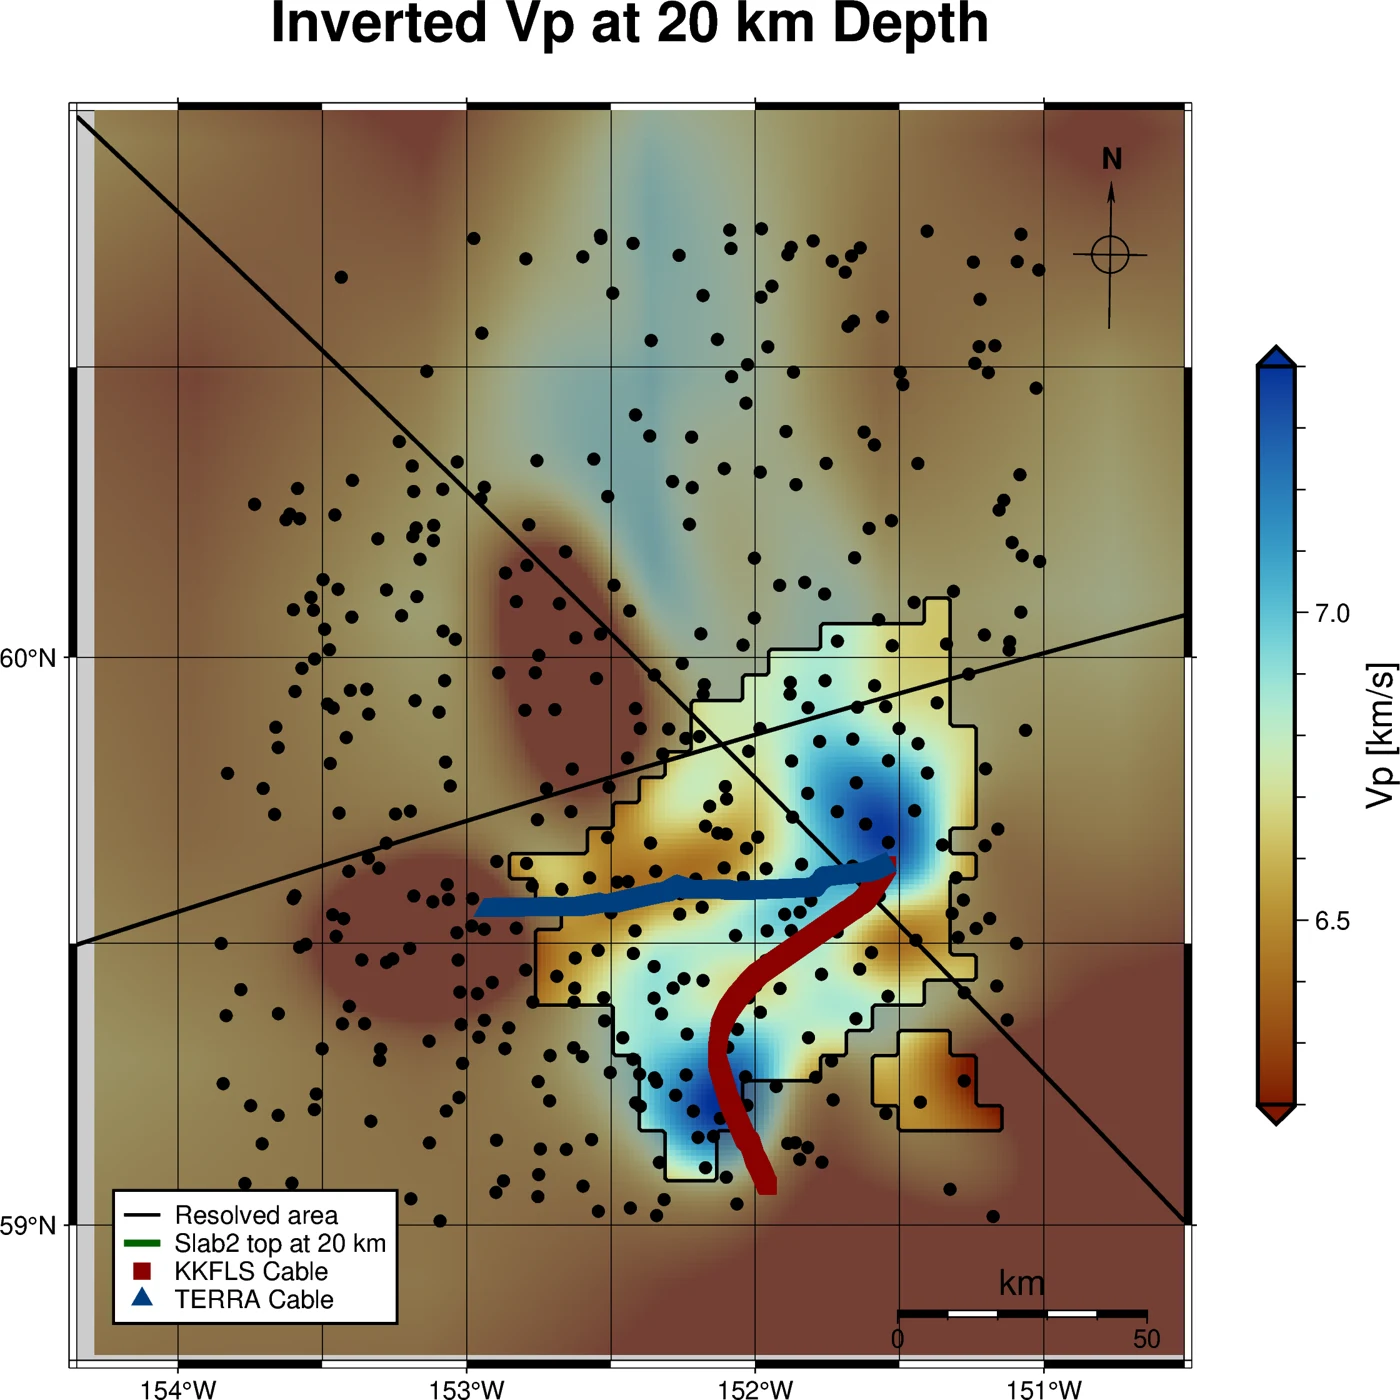 Inverted Vp at 20 km Depth
N
7.0
6.5
Vp [km/s]
60°N
59°N
Resolved area
Slab2 top at 20 km
KKFLS Cable
TERRA Cable
km
0
50
154°W
153°W
152°W
151°W